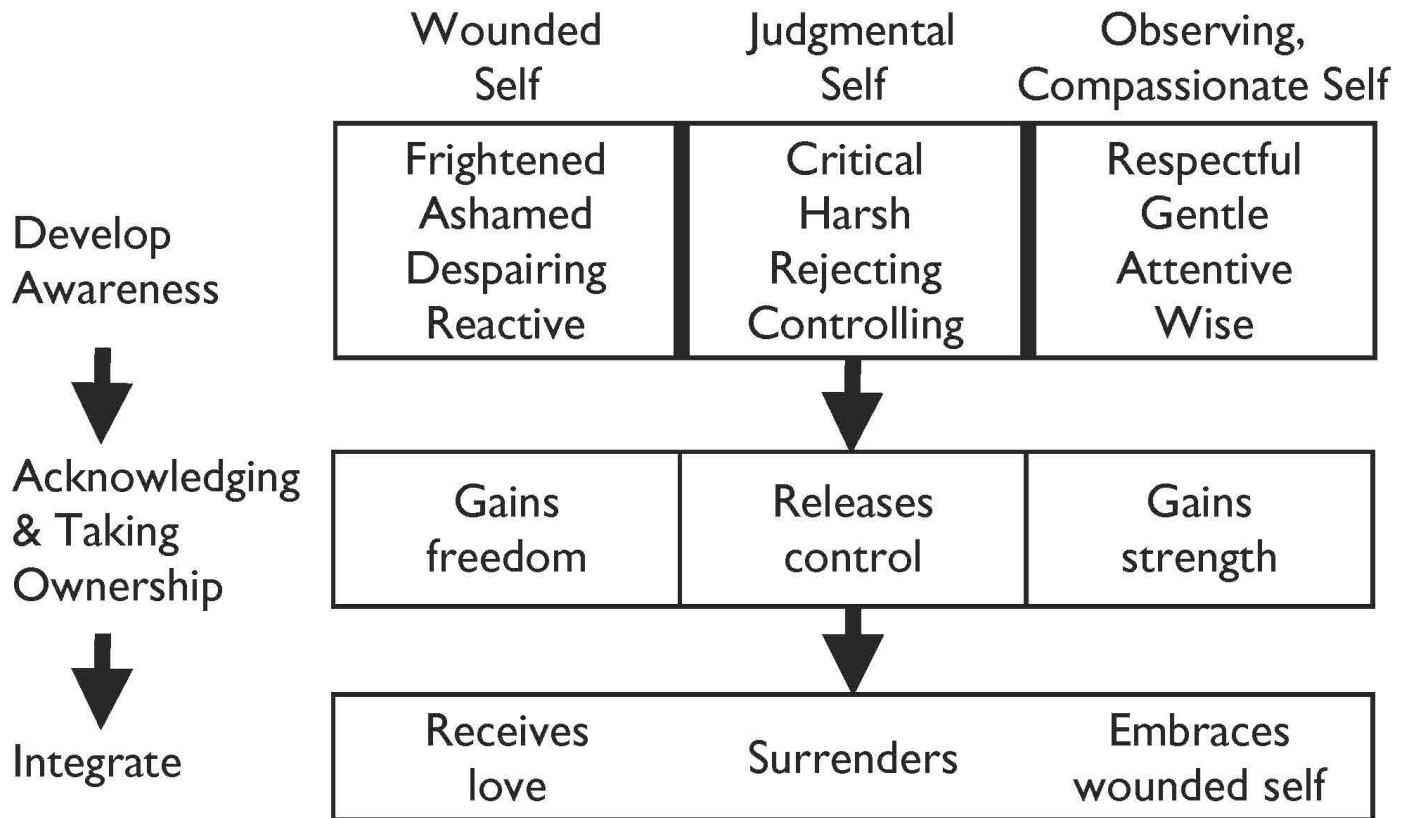 Wounded
Self
Judgmental
Self
Observing,
Compassionate Self
Develop
Awareness
Frightened
Ashamed
Despairing
Reactive
Critical
Harsh
Rejecting
Controlling
Respectful
Gentle
Attentive
Wise
Acknowledging
& Taking
Ownership
Gains
freedom
Releases
control
Gains
strength
Integrate
Receives
love
Surrenders
Embraces
wounded self